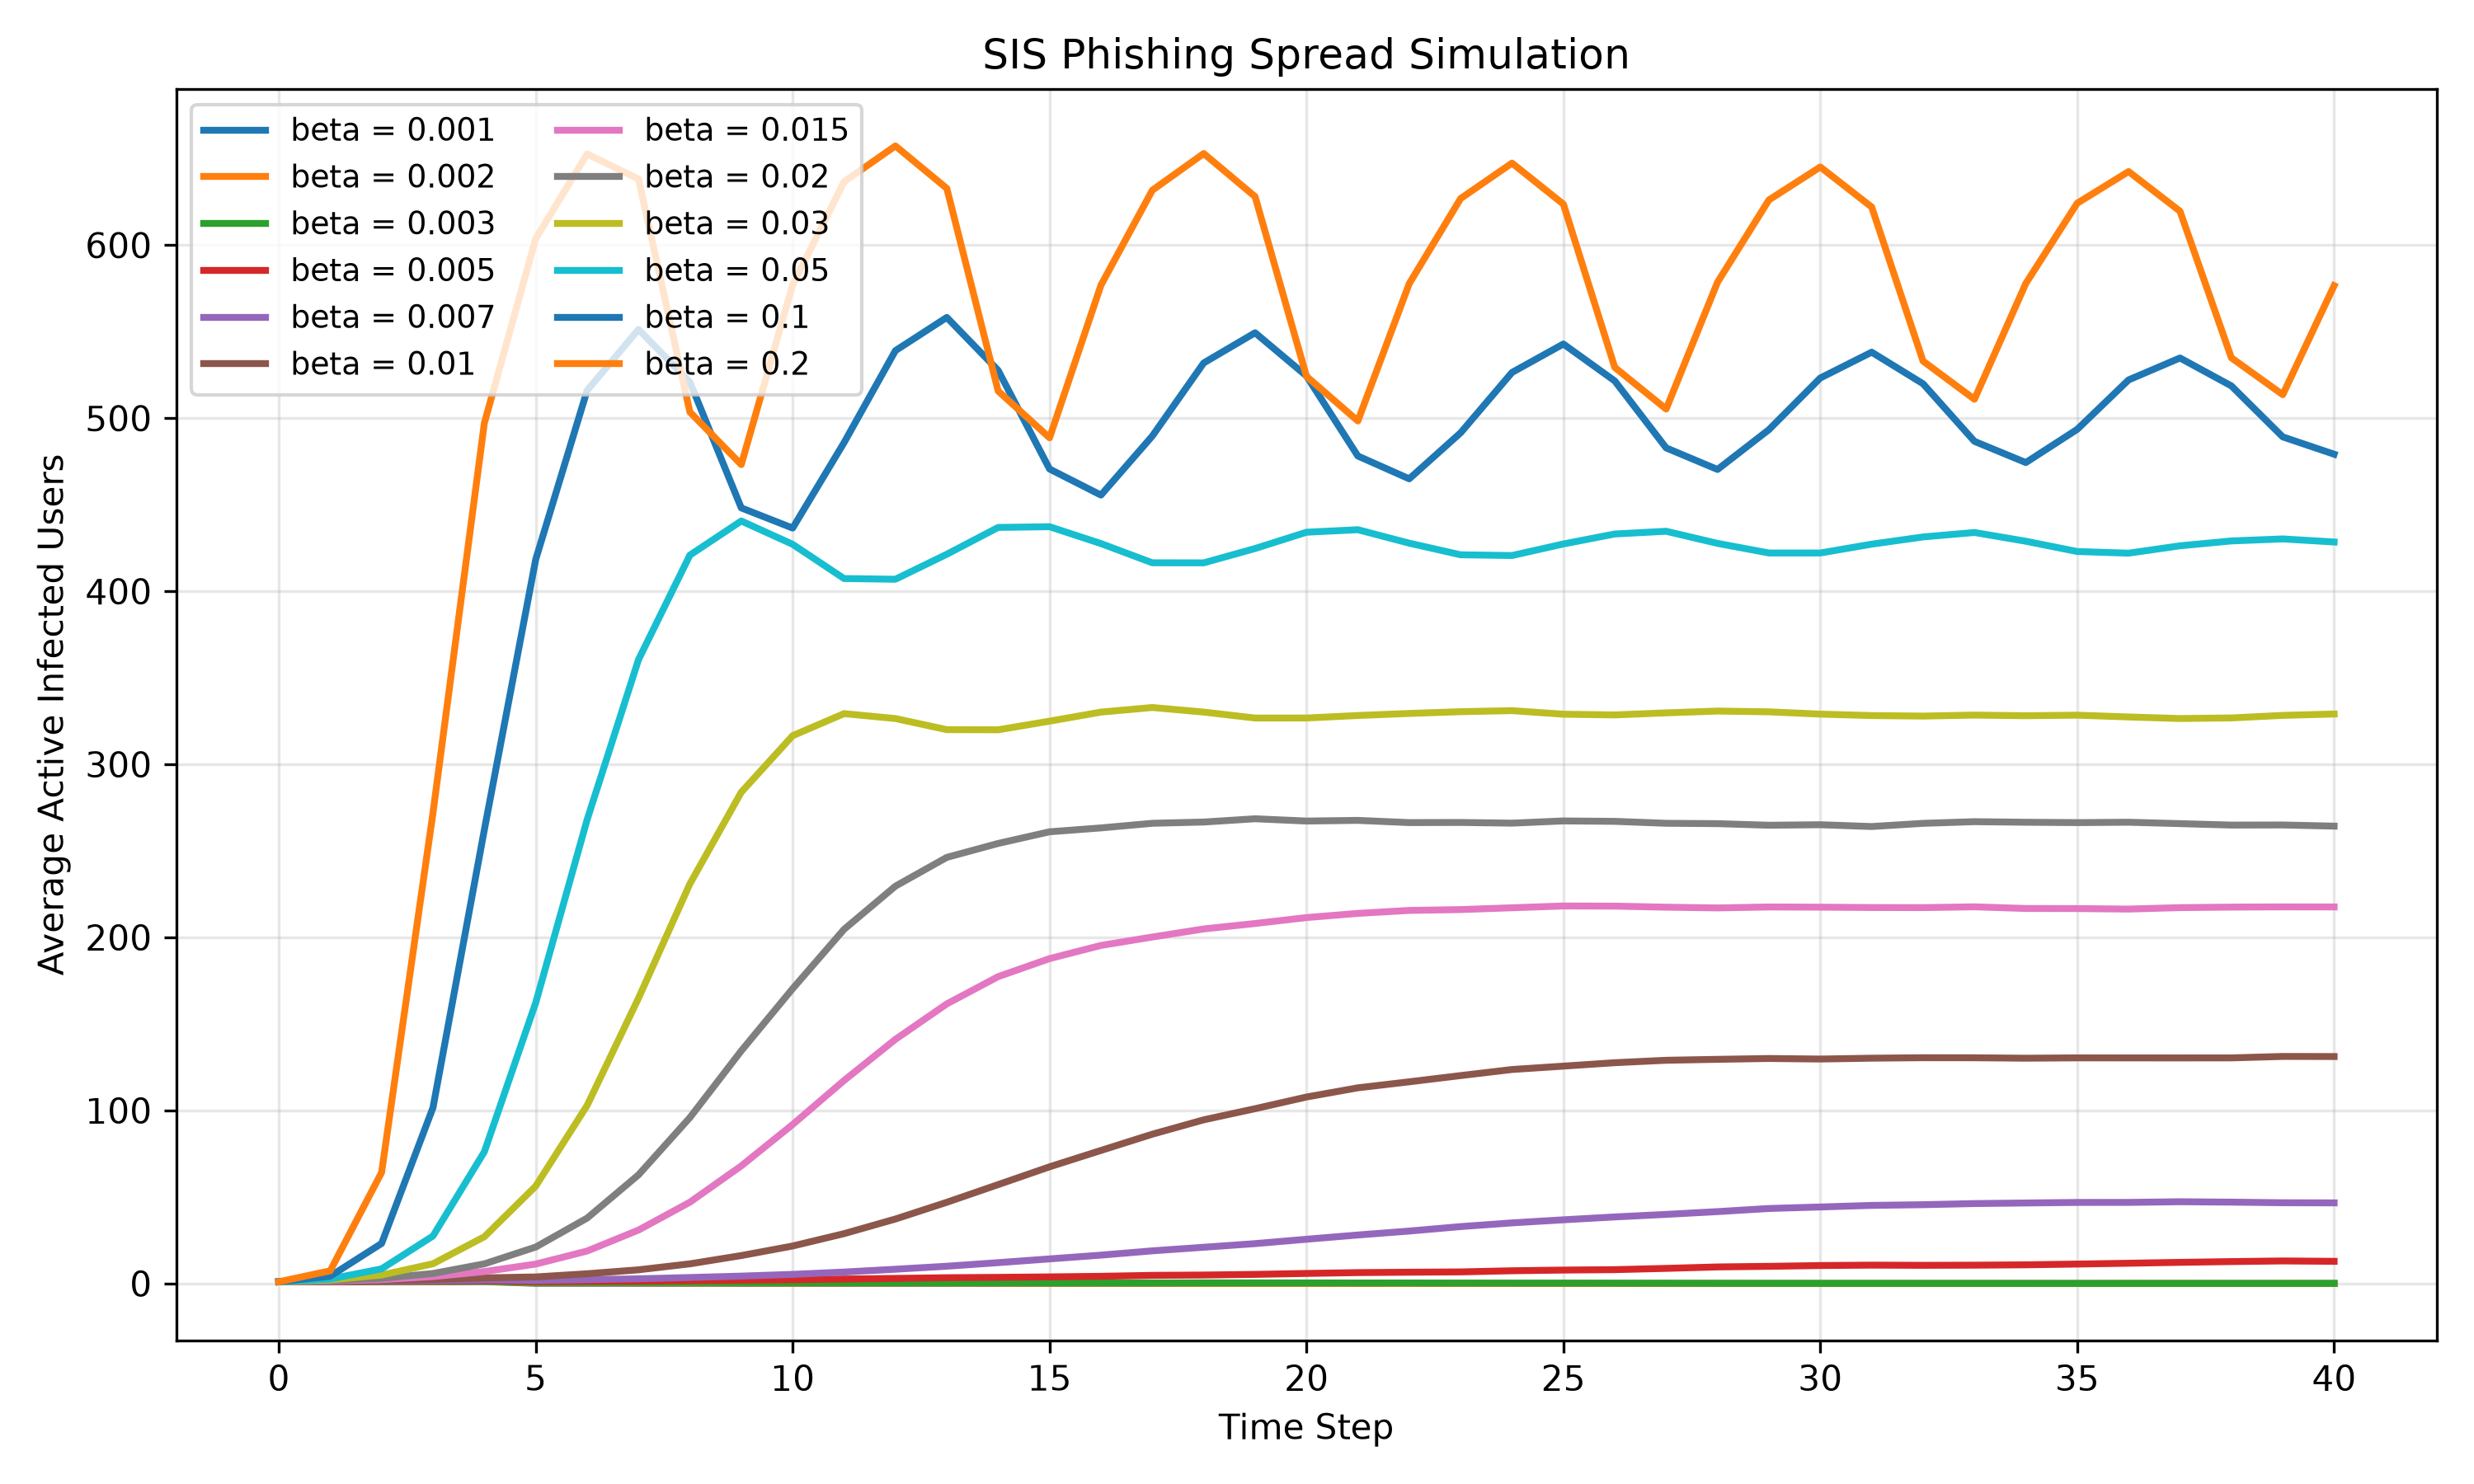 SIS Phishing Spread Simulation
beta = 0.001
beta = 0.002
beta = 0.003
beta = 0.005
beta = 0.007
beta = 0.01
beta = 0.015
beta = 0.02
beta = 0.03
beta = 0.05
beta = 0.1
beta = 0.2
Average Active Infected Users
600
500
400
300
200
100
0
0 5 10 15 20 25 30 35 40
Time Step